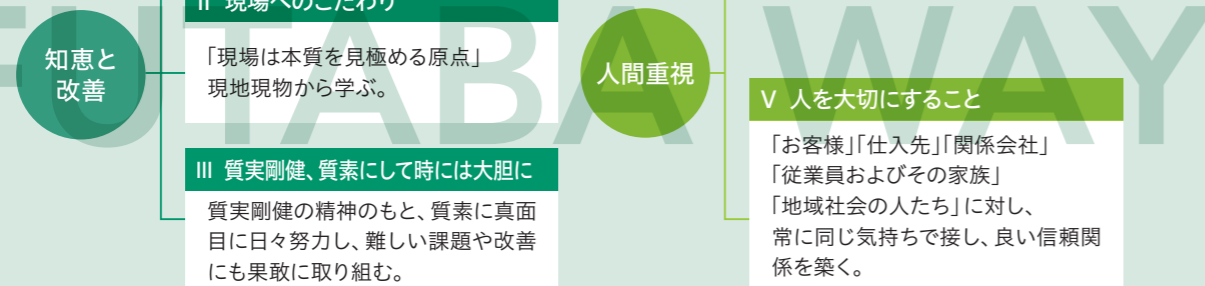 FUTABA WAY
知恵と
改善
II 現場へのこだわり
「現場は本質を見極める原点」
現地現物から学ぶ。
III 質実剛健、質素にして時には大胆に
質実剛健の精神のもと、質素に真面
目に日々努力し、難しい課題や改善
にも果敢に取り組む。
人間重視
V 人を大切にすること
「お客様」「仕入先」「関係会社」
「従業員およびその家族」
「地域社会の人たち」に対し、
常に同じ気持ちで接し、良い信頼関
係を築く。